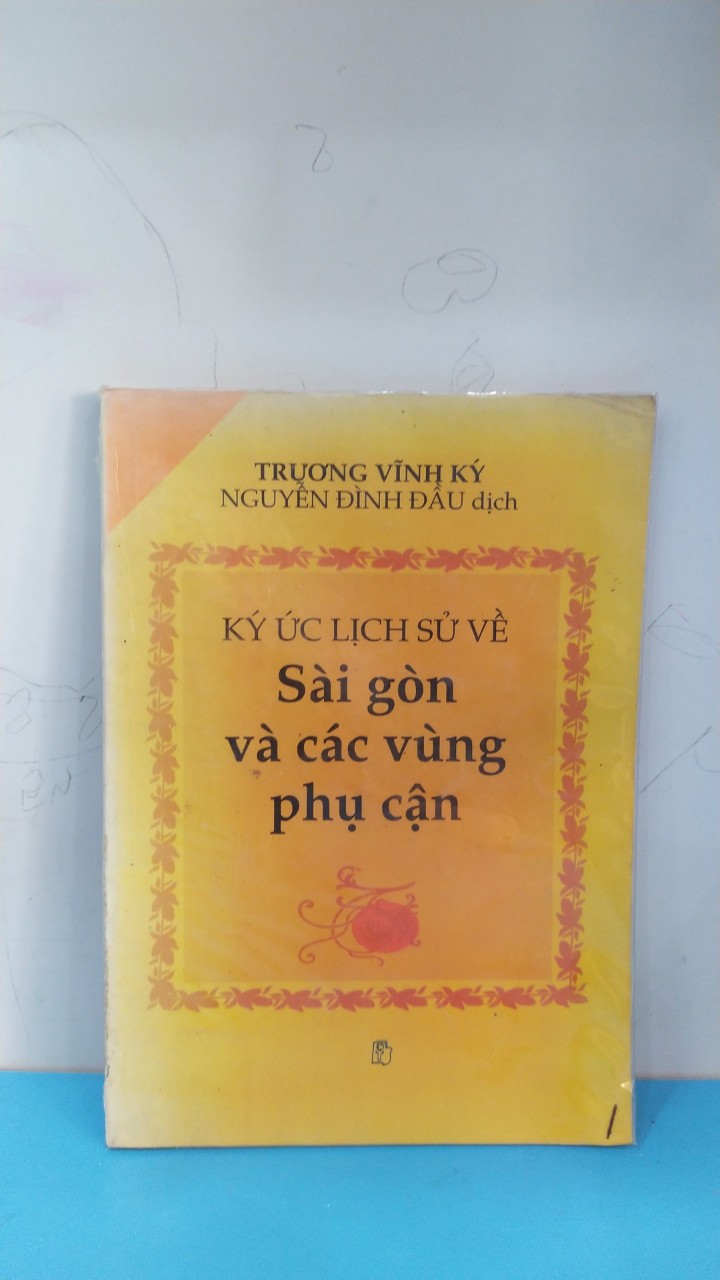 TRƯƠNG VĨNH KÝ
NGUYỄN ĐÌNH ĐẦU dịch
KÝ ỨC LỊCH SỬ VỀ
Sài gòn
và các vùng
phụ cận